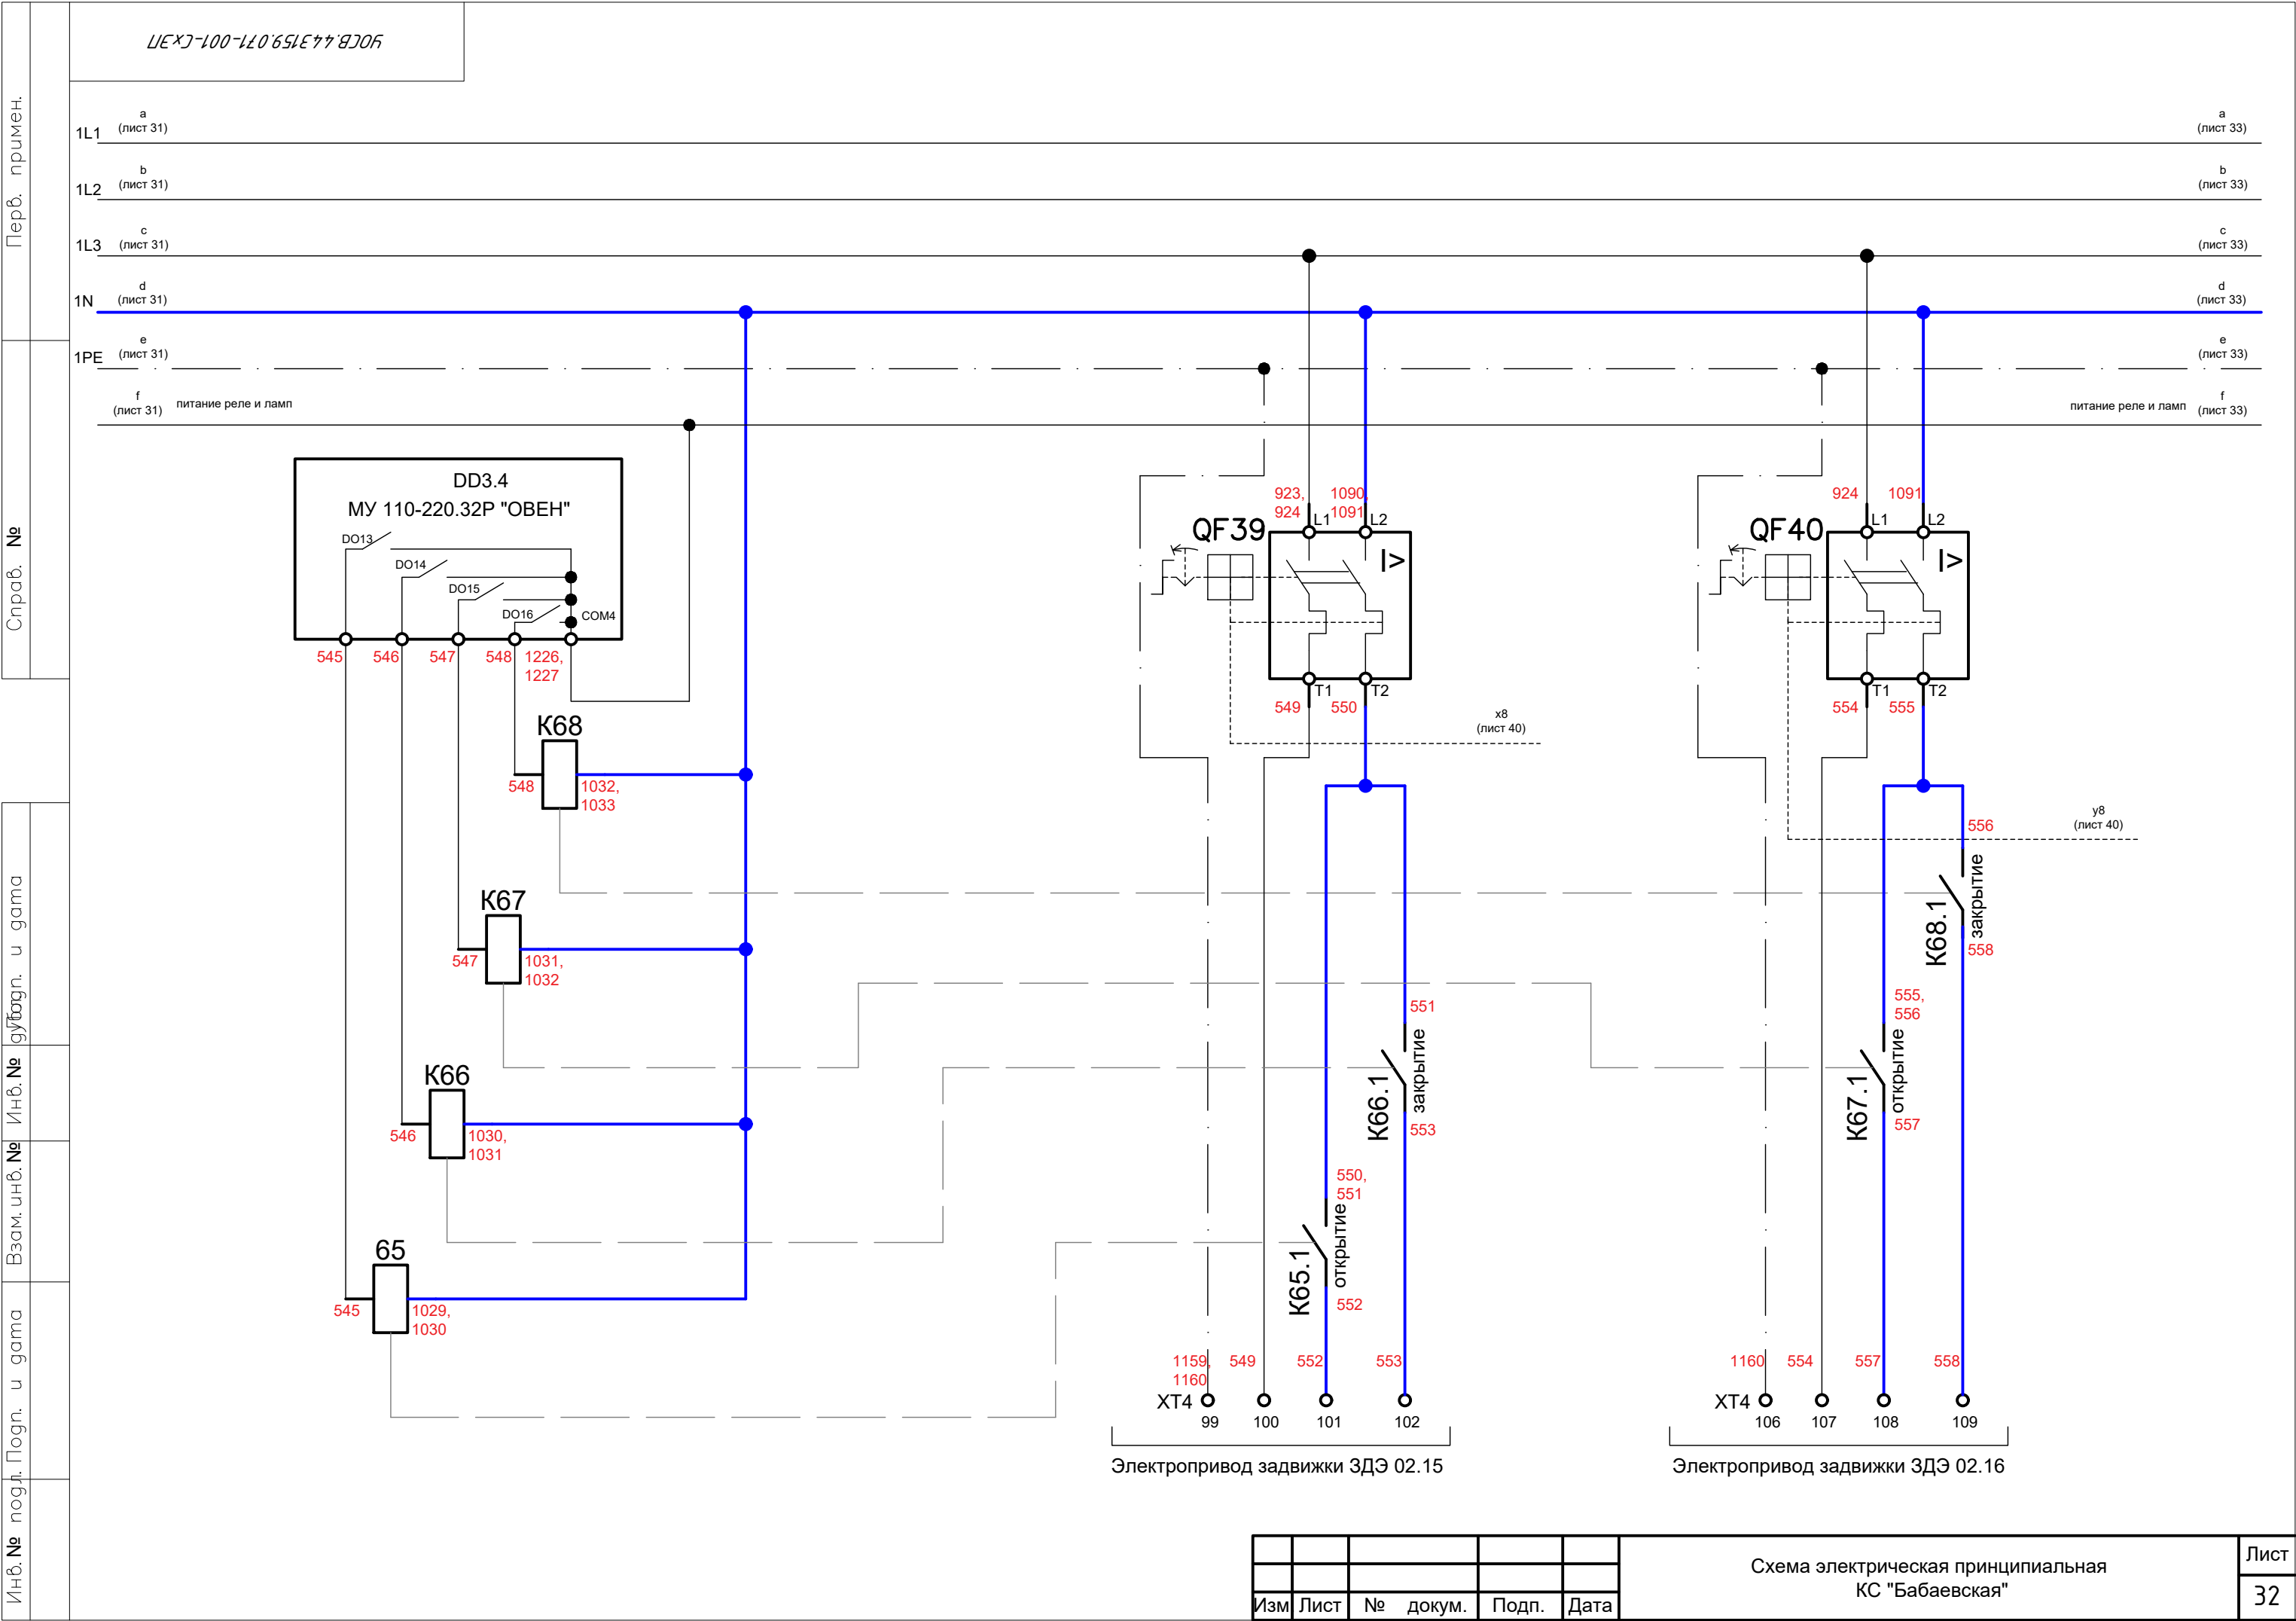 УОСВ.443159.071-001-СхЭП
Перв. примен.
Справ. №
Подп. и дата
Инв. № дубл.
Взам. инв. №
Подп. и дата
Инв. № подл.
1L1 a (лист 31)
a (лист 33)
1L2 b (лист 31)
b (лист 33)
1L3 c (лист 31)
c (лист 33)
1N d (лист 31)
d (лист 33)
1PE e (лист 31)
e (лист 33)
f (лист 31) питание реле и ламп
питание реле и ламп f (лист 33)
DD3.4
МУ 110-220.32Р "ОВЕН"
DO13
DO14
DO15
DO16
COM4
545 546 547 548 1226, 1227
K68
548 1032, 1033
K67
547 1031, 1032
K66
546 1030, 1031
65
545 1029, 1030
923, 924 1090, 1091
QF39 L1 L2
I>
T1 T2
549 550
x8 (лист 40)
551
K66.1 закрытие
553
550, 551
K65.1 открытие
552
1159, 1160 549 552 553
XT4
99 100 101 102
Электропривод задвижки ЗДЭ 02.15
924 1091
QF40 L1 L2
I>
T1 T2
554 555
y8 (лист 40)
556
K68.1 закрытие
558
555, 556
K67.1 открытие
557
1160 554 557 558
XT4
106 107 108 109
Электропривод задвижки ЗДЭ 02.16
Изм Лист № докум. Подп. Дата
Схема электрическая принципиальная
КС "Бабаевская"
Лист
32